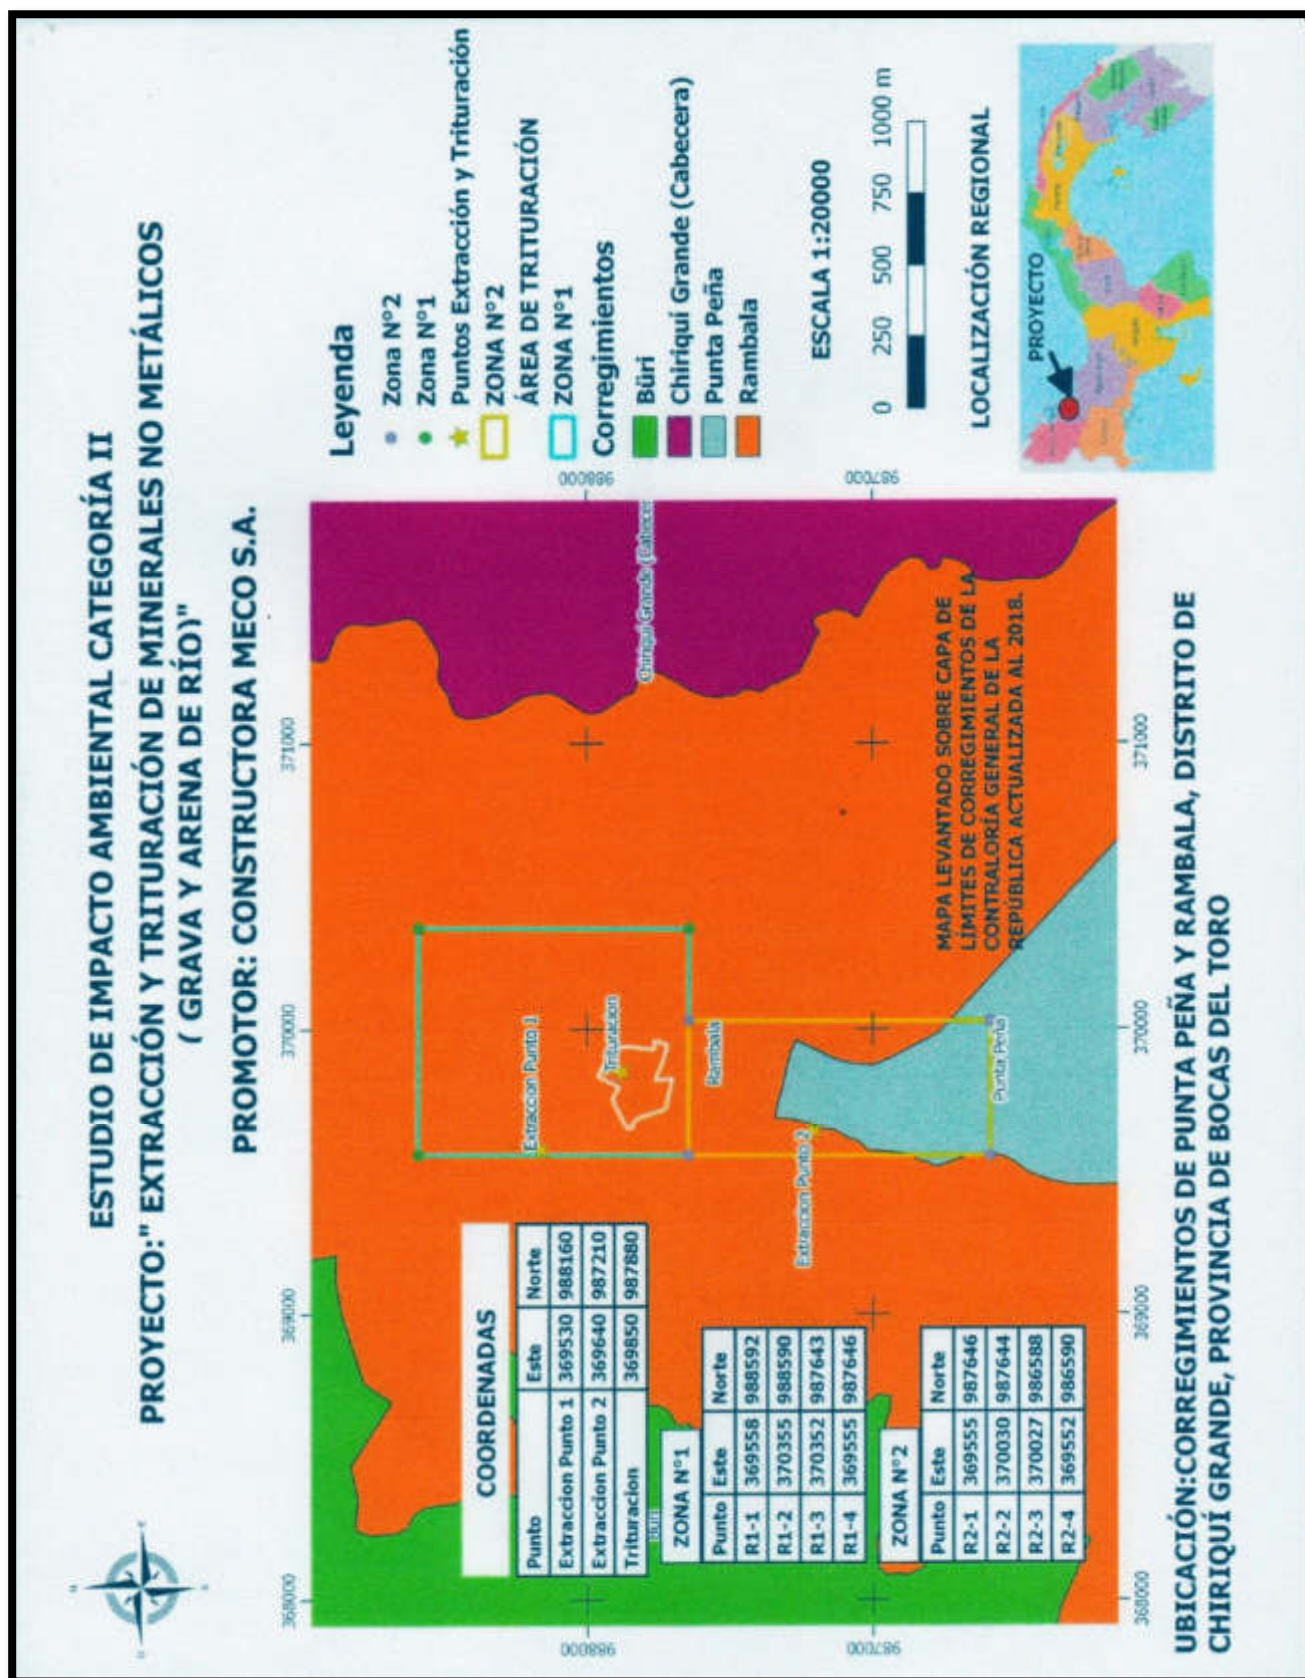 ESTUDIO DE IMPACTO AMBIENTAL CATEGORÍA II
PROYECTO:" EXTRACCIÓN Y TRITURACIÓN DE MINERALES NO METÁLICOS
( GRAVA Y ARENA DE RÍO)"
PROMOTOR: CONSTRUCTORA MECO S.A.
368000 369000 370000 371000
988000
987000
COORDENADAS
Punto Este Norte
Extraccion Punto 1 369530 988160
Extraccion Punto 2 369640 987210
Trituracion 369850 987880
Büri
ZONA N°1
Punto Este Norte
R1-1 369558 988592
R1-2 370355 988590
R1-3 370352 987643
R1-4 369555 987646
ZONA N°2
Punto Este Norte
R2-1 369555 987646
R2-2 370030 987644
R2-3 370027 986588
R2-4 369552 986590
Extraccion Punto 1
Trituracion
Rambala
Extraccion Punto 2
Punta Peña
Chiriquí Grande (Cabecer
MAPA LEVANTADO SOBRE CAPA DE
LÍMITES DE CORREGIMIENTOS DE LA
CONTRALORÍA GENERAL DE LA
REPÚBLICA ACTUALIZADA AL 2018.
988000
987000
368000 369000 370000 371000
Leyenda
Zona N°2
Zona N°1
Puntos Extracción y Trituración
ZONA N°2
ÁREA DE TRITURACIÓN
ZONA N°1
Corregimientos
Büri
Chiriquí Grande (Cabecera)
Punta Peña
Rambala
ESCALA 1:20000
0 250 500 750 1000 m
LOCALIZACIÓN REGIONAL
PROYECTO
UBICACIÓN:CORREGIMIENTOS DE PUNTA PEÑA Y RAMBALA, DISTRITO DE
CHIRIQUÍ GRANDE, PROVINCIA DE BOCAS DEL TORO